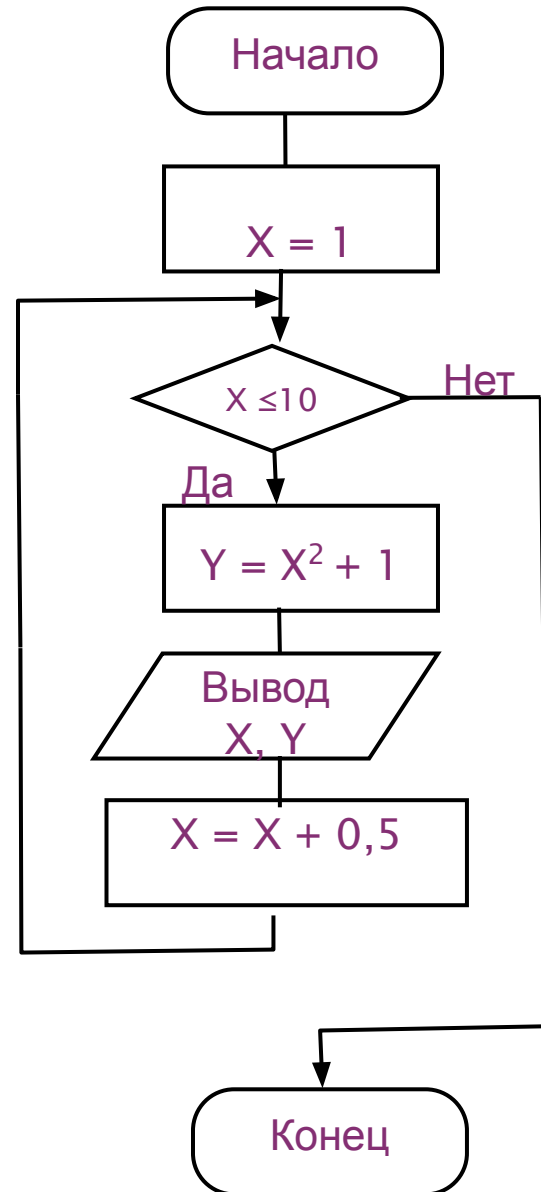 Начало
X = 1
X ≤10
Нет
Да
Y = X² + 1
Вывод
X, Y
X = X + 0,5
Конец